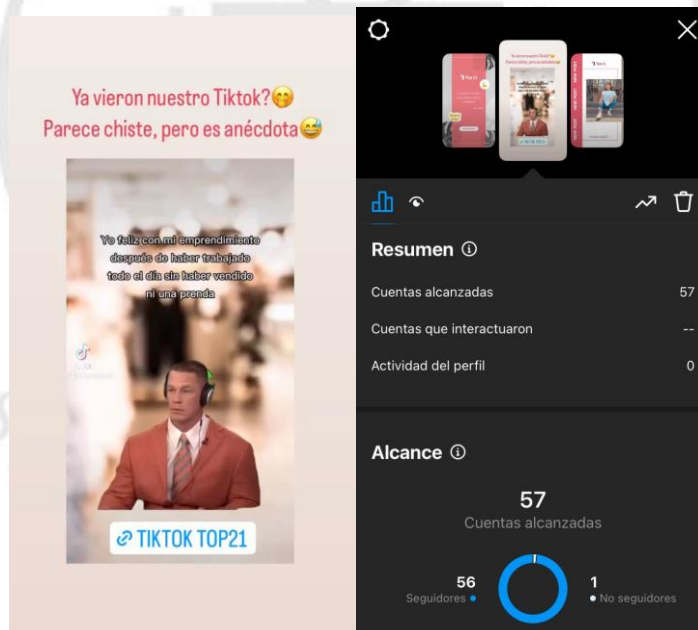 Ya vieron nuestro Tiktok?🤭
Parece chiste, pero es anécdota😅
Yo feliz con mi emprendimiento
después de haber trabajado
todo el día sin haber vendido
ni una prenda
TIKTOK TOP21
Resumen
Cuentas alcanzadas 57
Cuentas que interactuaron --
Actividad del perfil 0
Alcance
57
Cuentas alcanzadas
56
Seguidores
1
No seguidores